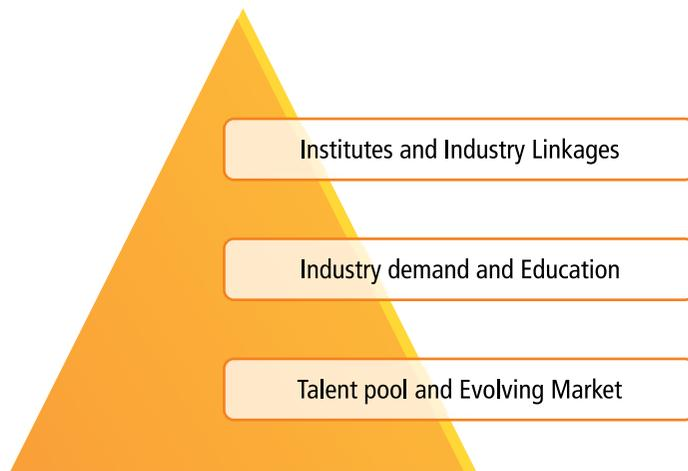 Institutes and Industry Linkages
Industry demand and Education
Talent pool and Evolving Market